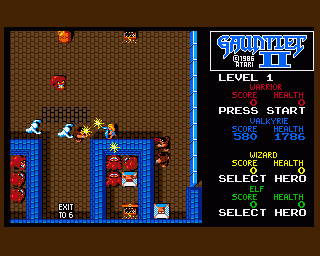 GAUNTLET
©1986
ATARI
II
LEVEL 1
WARRIOR
SCORE HEALTH
0 0
PRESS START
VALKYRIE
SCORE HEALTH
580 1786
WIZARD
SCORE HEALTH
0 0
SELECT HERO
ELF
SCORE HEALTH
0 0
SELECT HERO
EXIT
TO 6